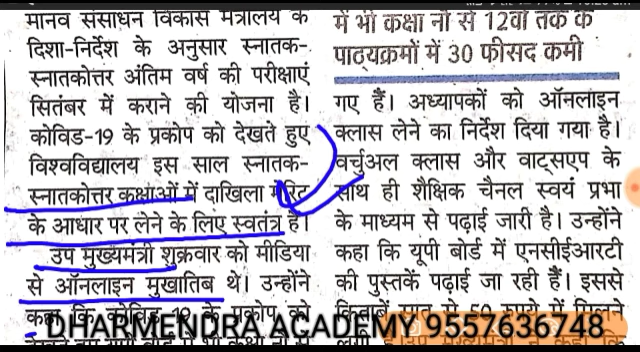 मानव संसाधन विकास मंत्रालय के
दिशा-निर्देश के अनुसार स्नातक-
स्नातकोत्तर अंतिम वर्ष की परीक्षाएं
सितंबर में कराने की योजना है।
कोविड-19 के प्रकोप को देखते हुए
विश्वविद्यालय इस साल स्नातक-
स्नातकोत्तर कक्षाओं में दाखिला मेरिट
के आधार पर लेने के लिए स्वतंत्र हैं।
उप मुख्यमंत्री शुक्रवार को मीडिया
से ऑनलाइन मुखातिब थे। उन्होंने
कहा कि कोविड-19 के प्रकोप को
में भी कक्षा नौ से 12वीं तक के
पाठ्यक्रमों में 30 फीसद कमी
गए हैं। अध्यापकों को ऑनलाइन
क्लास लेने का निर्देश दिया गया है।
वर्चुअल क्लास और वाट्सएप के
साथ ही शैक्षिक चैनल स्वयं प्रभा
के माध्यम से पढ़ाई जारी है। उन्होंने
कहा कि यूपी बोर्ड में एनसीईआरटी
की पुस्तकें पढ़ाई जा रही हैं। इससे
किताबें
DHARMENDRA ACADEMY 9557636748